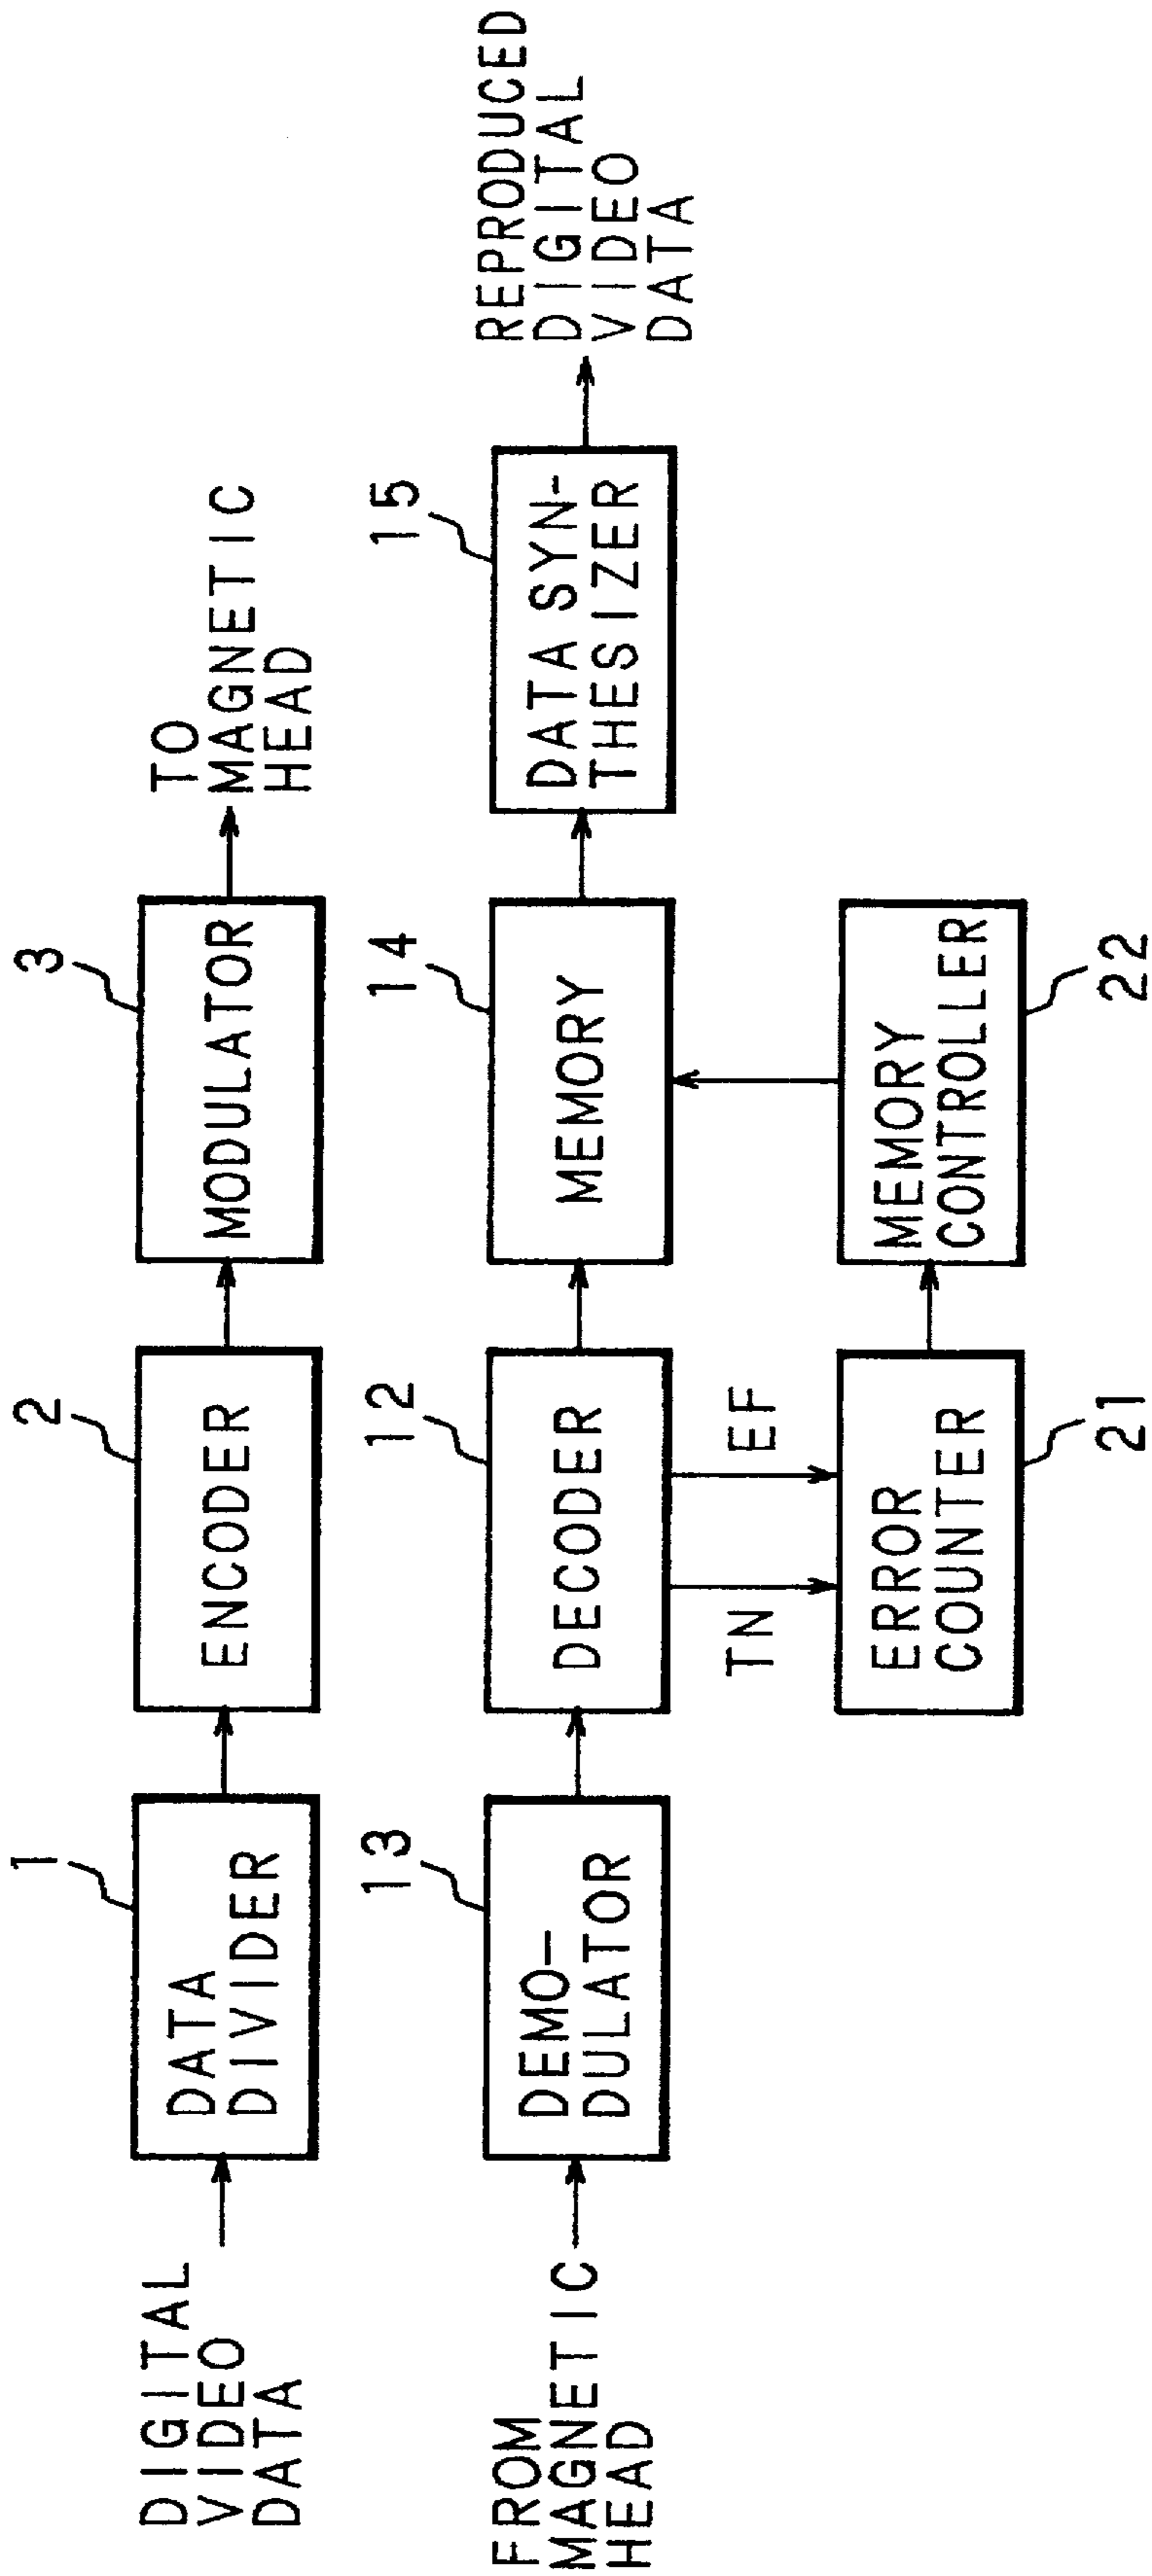 DIGITAL
VIDEO
DATA
1
DATA
DIVIDER
2
ENCODER
3
MODULATOR
TO
MAGNETIC
HEAD
FROM
MAGNETIC
HEAD
13
DEMO-
DULATOR
12
DECODER
14
MEMORY
15
DATA SYN-
THESIZER
REPRODUCED
DIGITAL
VIDEO
DATA
TN
EF
ERROR
COUNTER
21
MEMORY
CONTROLLER
22